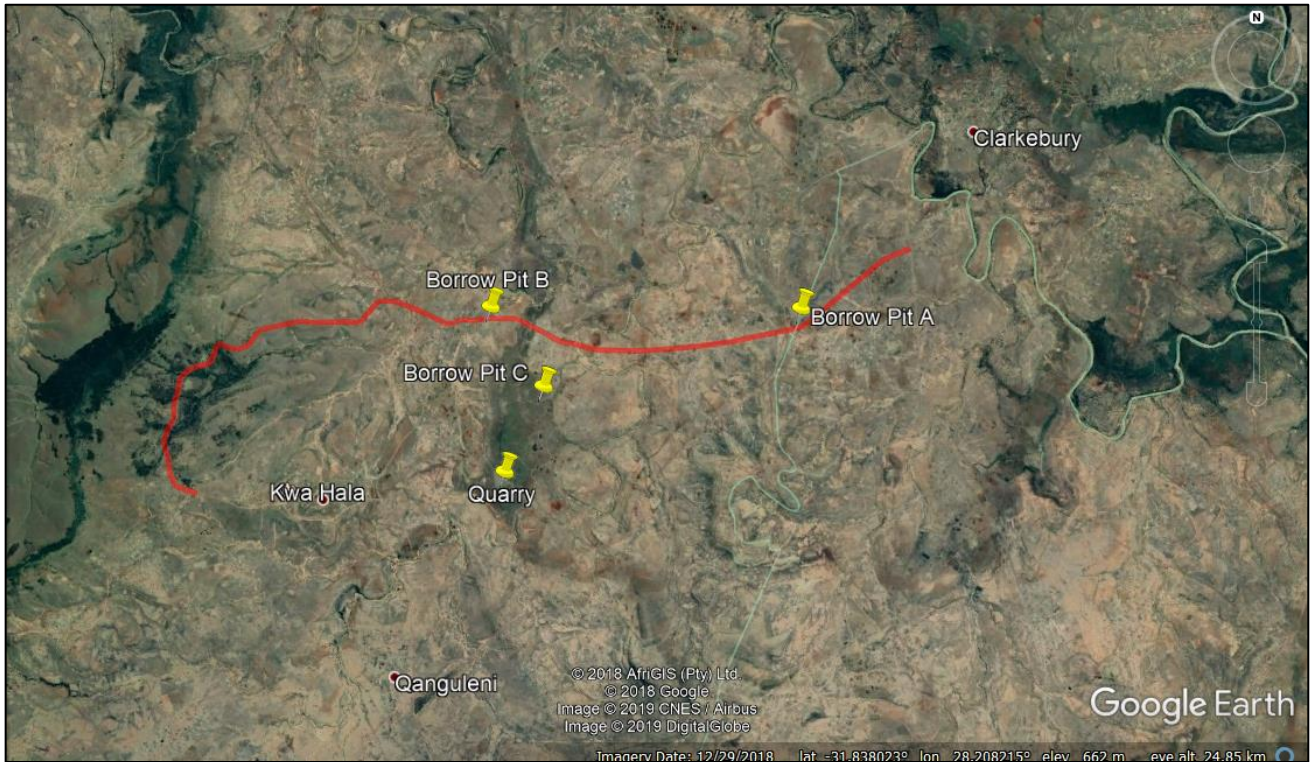 N
Clarkebury
Borrow Pit B
Borrow Pit A
Borrow Pit C
Kwa Hala
Quarry
Qanguleni
© 2018 AfriGIS (Pty) Ltd.
© 2018 Google
Image © 2019 CNES / Airbus
Image © 2019 DigitalGlobe
Google Earth
Imagery Date: 12/29/2018 lat -31.838023° lon 28.208215° elev 662 m eye alt 24.85 km